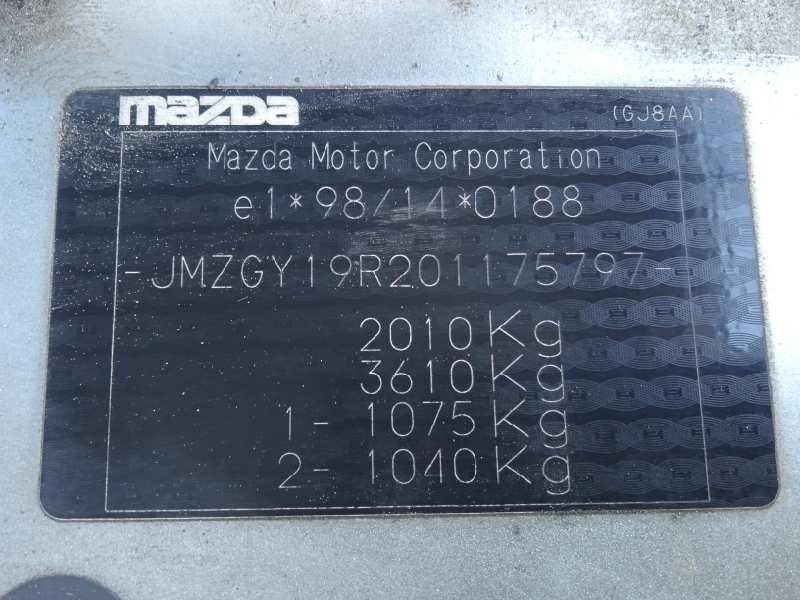 mazda (GJ8AA)
Mazda Motor Corporation
e1*98/14*0188
-JMZGY19R201175797-
2010Kg
3610Kg
1- 1075Kg
2- 1040Kg